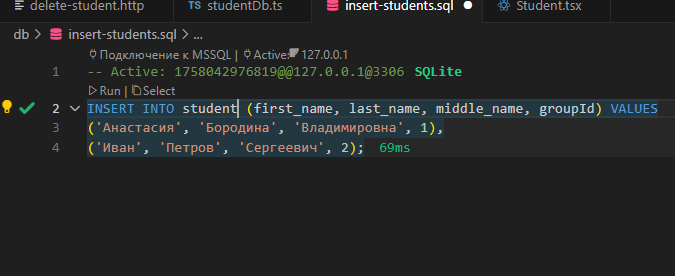 delete-student.http TS studentDb.ts insert-students.sql Student.tsx
db > insert-students.sql > ...
Подключение к MSSQL | Active: 127.0.0.1
1 -- Active: 1758042976819@@127.0.0.1@3306 SQLite
Run | Select
2 INSERT INTO student (first_name, last_name, middle_name, groupId) VALUES
3 ('Анастасия', 'Бородина', 'Владимировна', 1),
4 ('Иван', 'Петров', 'Сергеевич', 2); 69ms